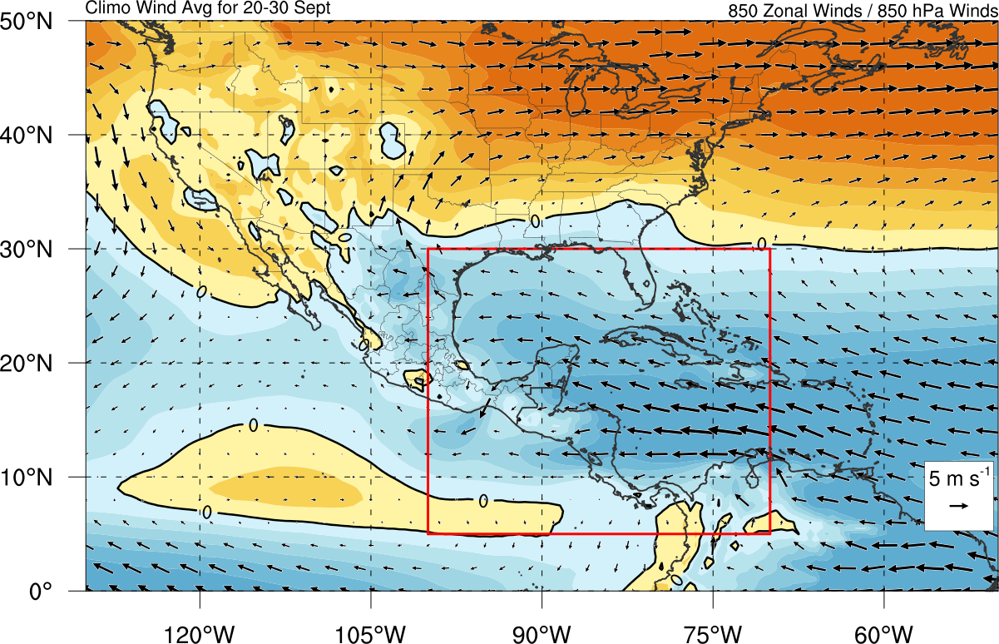 Climo Wind Avg for 20-30 Sept
850 Zonal Winds / 850 hPa Winds
50°N
40°N
0
30°N
0
0
20°N
0
5 m s⁻¹
10°N
0
0
0°
120°W
105°W
90°W
75°W
60°W